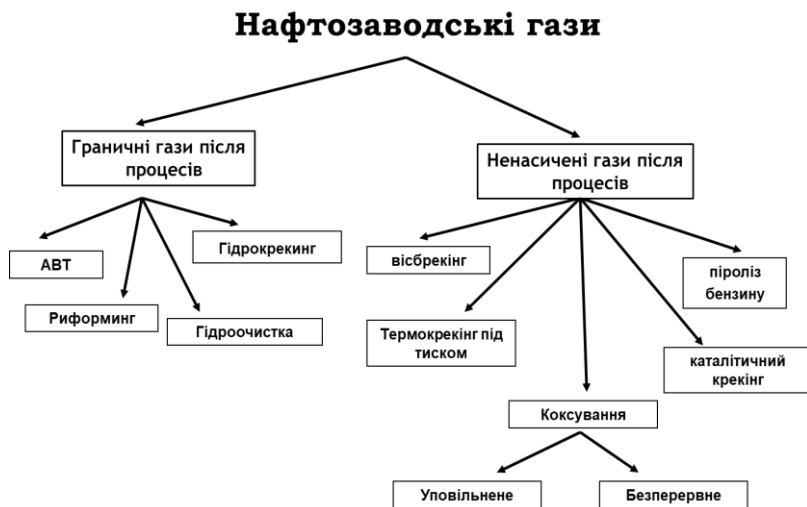 Нафтозаводські гази
Граничні гази після
процесів
Ненасичені гази після
процесів
Гідрокрекинг
АВТ
вісбрекінг
піроліз
бензину
Риформинг
Гідроочистка
Термокрекінг під
тиском
каталітичний
крекінг
Коксування
Уповільнене
Безперервне